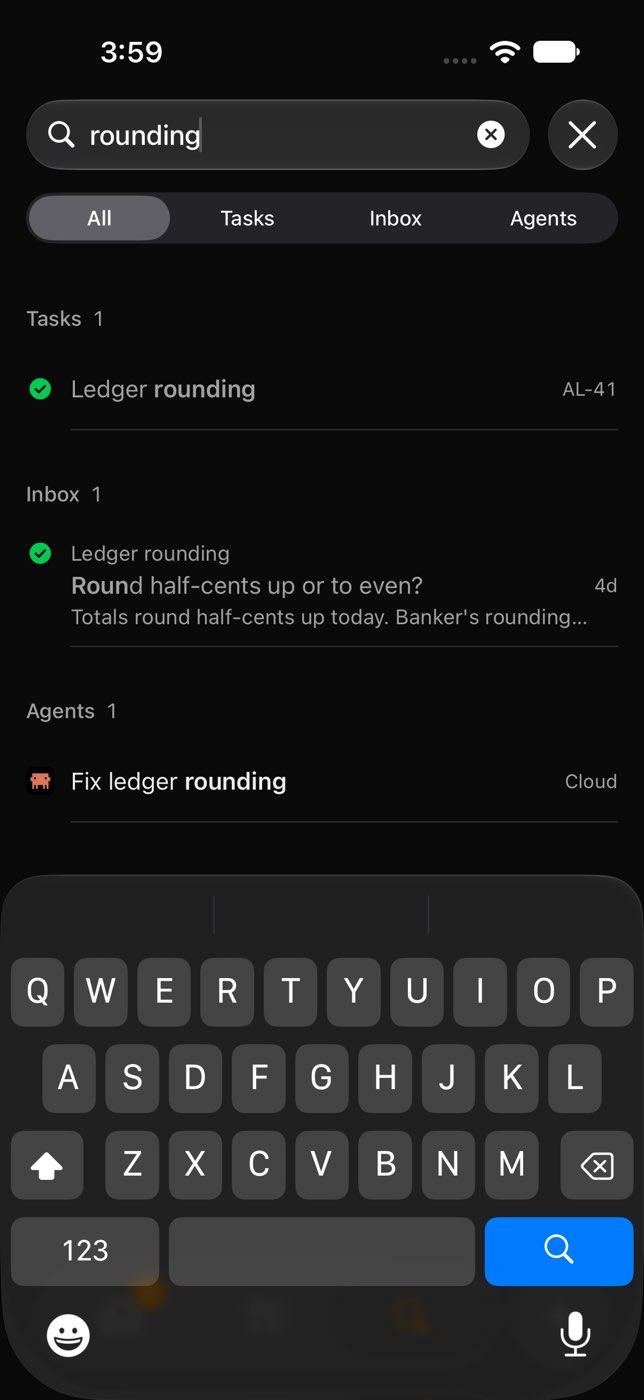 3:59
rounding
All Tasks Inbox Agents
Tasks 1
Ledger rounding AL-41
Inbox 1
Ledger rounding
Round half-cents up or to even? 4d
Totals round half-cents up today. Banker's rounding...
Agents 1
Fix ledger rounding Cloud
Q W E R T Y U I O P
A S D F G H J K L
Z X C V B N M
123